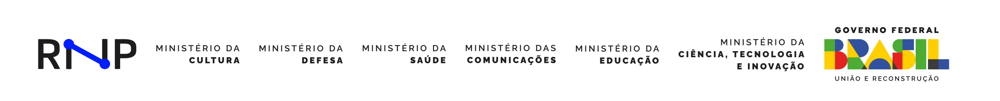 RNP
MINISTÉRIO DA
CULTURA
MINISTÉRIO DA
DEFESA
MINISTÉRIO DA
SAÚDE
MINISTÉRIO DAS
COMUNICAÇÕES
MINISTÉRIO DA
EDUCAÇÃO
MINISTÉRIO DA
CIÊNCIA, TECNOLOGIA
E INOVAÇÃO
GOVERNO FEDERAL
BRASIL
UNIÃO E RECONSTRUÇÃO